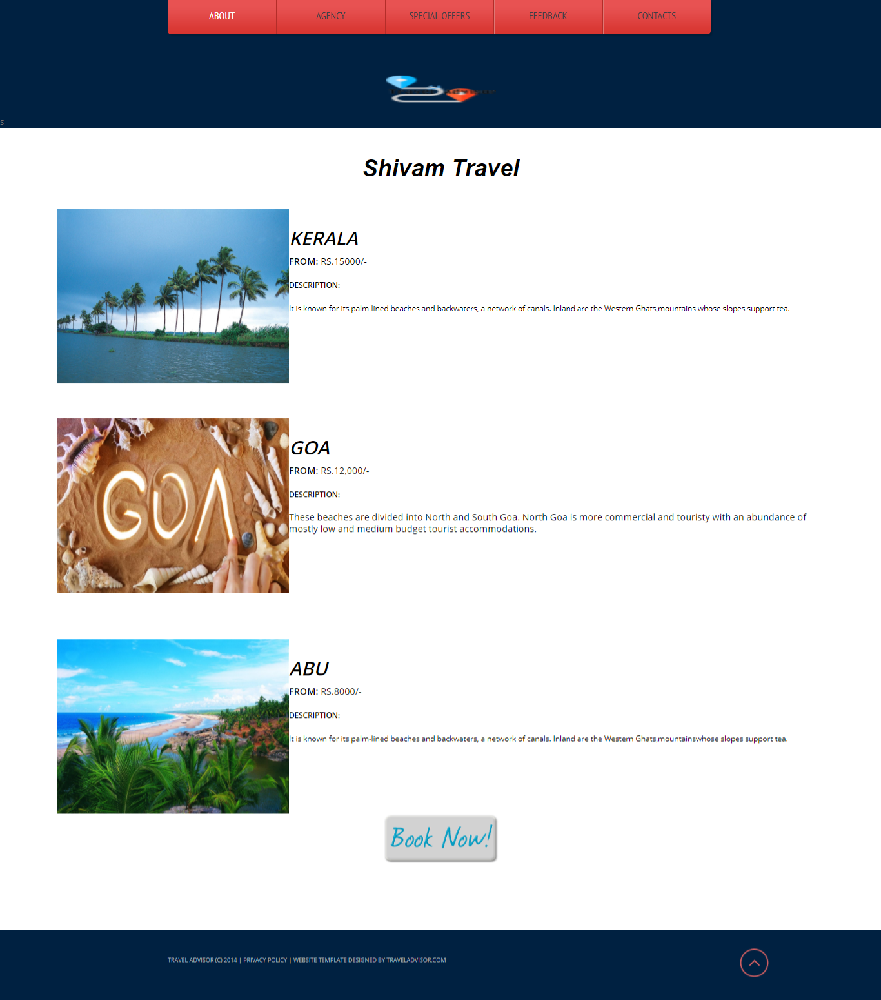 ABOUT
AGENCY
SPECIAL OFFERS
FEEDBACK
CONTACTS
s
Shivam Travel
KERALA
FROM: RS.15000/-
DESCRIPTION:
It is known for its palm-lined beaches and backwaters, a network of canals. Inland are the Western Ghats,mountains whose slopes support tea.
GOA
GOA
FROM: RS.12,000/-
DESCRIPTION:
These beaches are divided into North and South Goa. North Goa is more commercial and touristy with an abundance of
mostly low and medium budget tourist accommodations.
ABU
FROM: RS.8000/-
DESCRIPTION:
It is known for its palm-lined beaches and backwaters, a network of canals. Inland are the Western Ghats,mountainswhose slopes support tea.
Book Now!
TRAVEL ADVISOR (C) 2014 | PRIVACY POLICY | WEBSITE TEMPLATE DESIGNED BY TRAVELADVISOR.COM